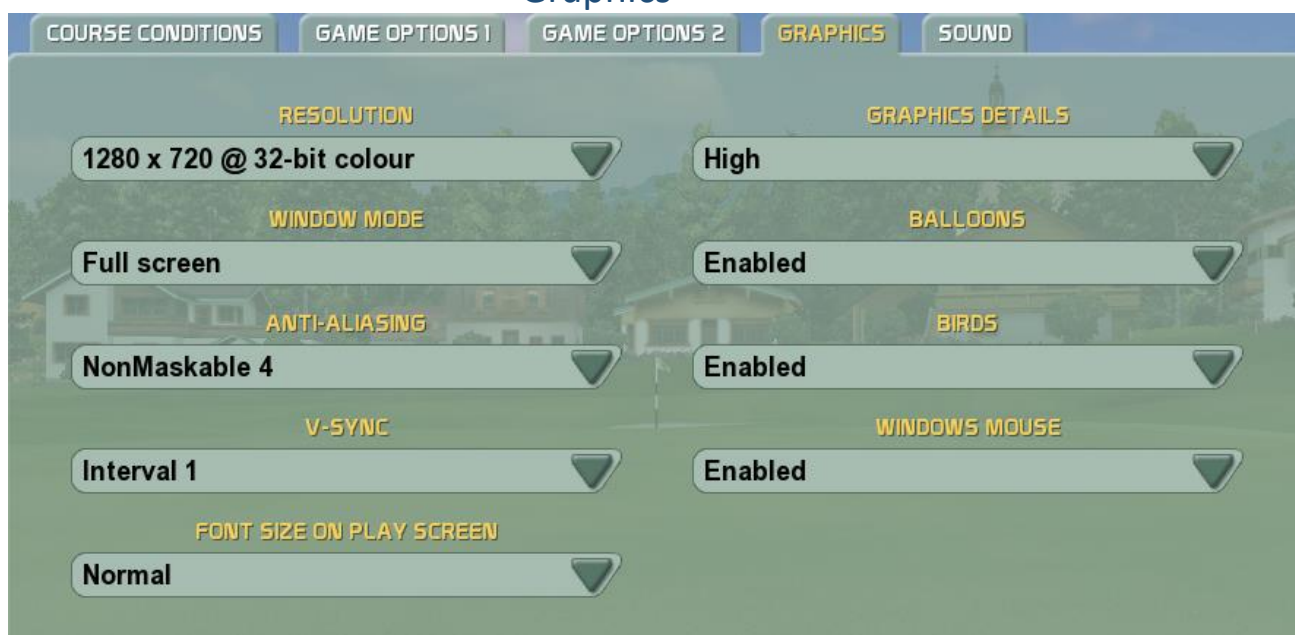 Graphics
COURSE CONDITIONS GAME OPTIONS 1 GAME OPTIONS 2 GRAPHICS SOUND
RESOLUTION GRAPHICS DETAILS
1280 x 720 @ 32-bit colour High
WINDOW MODE BALLOONS
Full screen Enabled
ANTI-ALIASING BIRDS
NonMaskable 4 Enabled
V-SYNC WINDOWS MOUSE
Interval 1 Enabled
FONT SIZE ON PLAY SCREEN
Normal